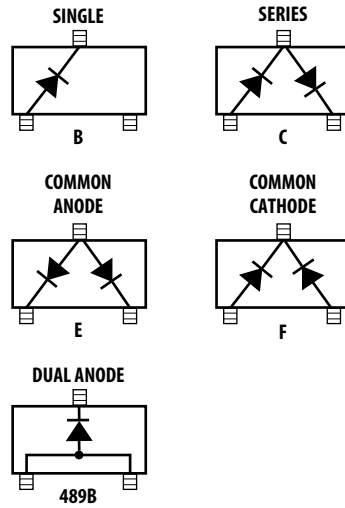 SINGLE
B
SERIES
C
COMMON
ANODE
E
COMMON
CATHODE
F
DUAL ANODE
489B